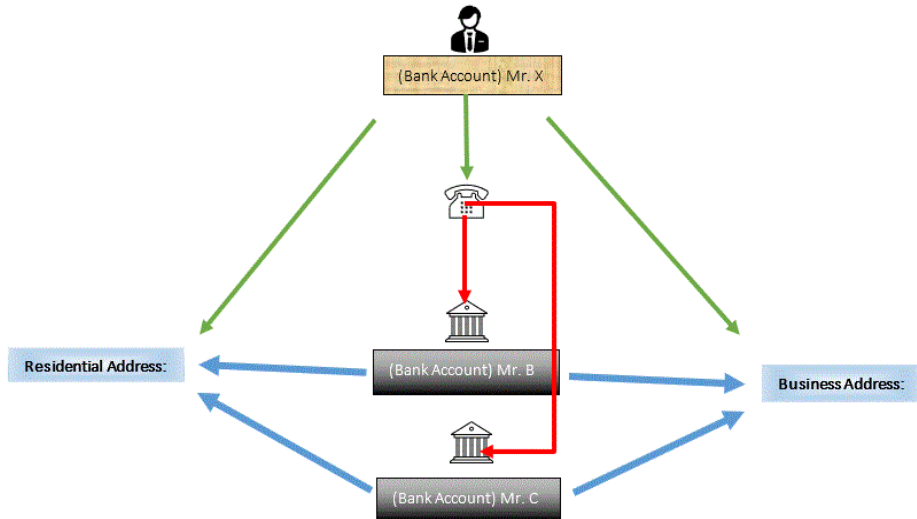 (Bank Account) Mr. X
Residential Address:
(Bank Account) Mr. B
Business Address:
(Bank Account) Mr. C